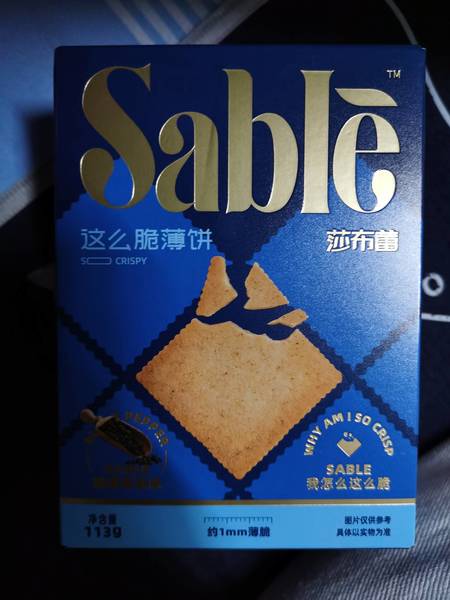 Sablē
TM
这么脆薄饼
莎布蕾
CRISPY
PEPPER
WHY AM I SO CRISP
SABLE
我怎么这么脆
净含量
113g
约1mm薄脆
图片仅供参考
具体以实物为准